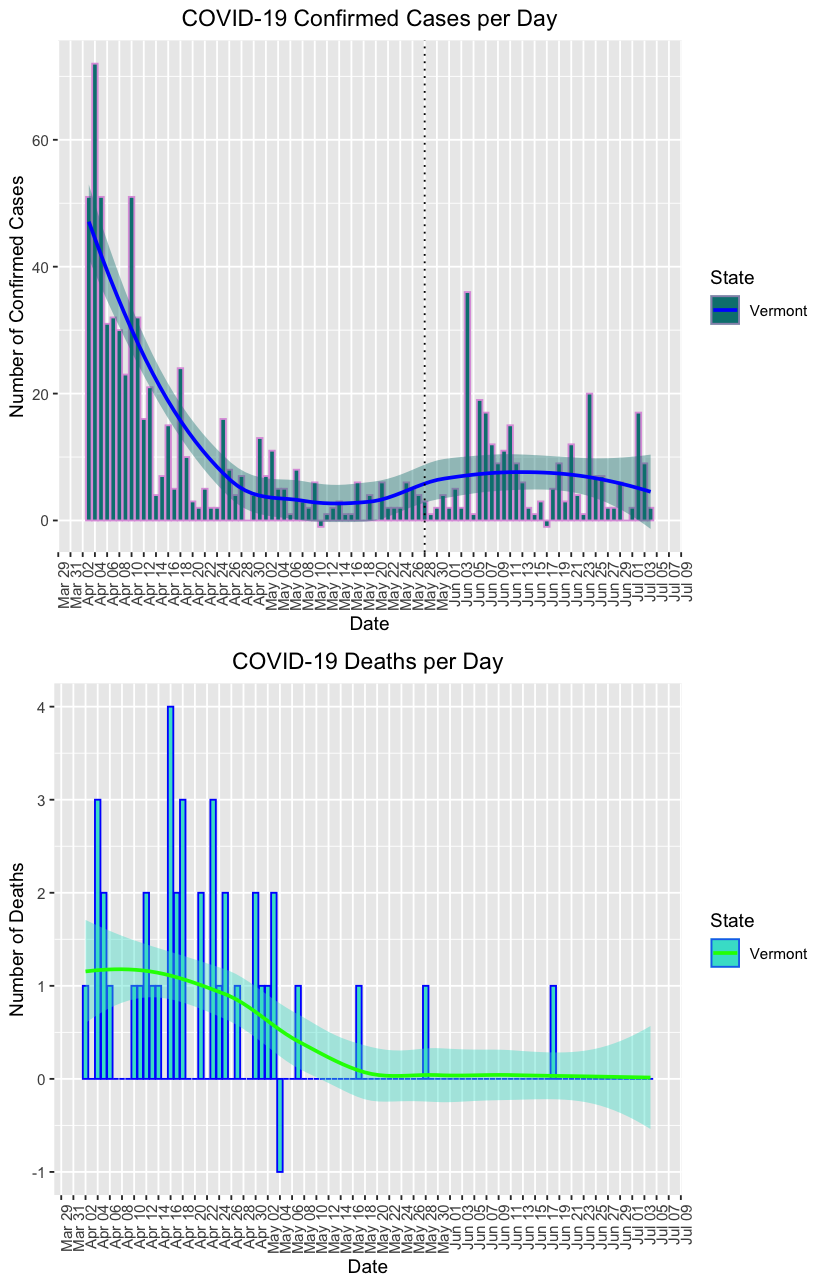 COVID-19 Confirmed Cases per Day
Number of Confirmed Cases
60
40
20
0
Mar 29
Mar 31
Apr 02
Apr 04
Apr 06
Apr 08
Apr 10
Apr 12
Apr 14
Apr 16
Apr 18
Apr 20
Apr 22
Apr 24
Apr 26
Apr 28
Apr 30
May 02
May 04
May 06
May 08
May 10
May 12
May 14
May 16
May 18
May 20
May 22
May 24
May 26
May 28
May 30
Jun 01
Jun 03
Jun 05
Jun 07
Jun 09
Jun 11
Jun 13
Jun 15
Jun 17
Jun 19
Jun 21
Jun 23
Jun 25
Jun 27
Jun 29
Jul 01
Jul 03
Jul 05
Jul 07
Jul 09
Date
State
Vermont
COVID-19 Deaths per Day
Number of Deaths
4
3
2
1
0
-1
Mar 29
Mar 31
Apr 02
Apr 04
Apr 06
Apr 08
Apr 10
Apr 12
Apr 14
Apr 16
Apr 18
Apr 20
Apr 22
Apr 24
Apr 26
Apr 28
Apr 30
May 02
May 04
May 06
May 08
May 10
May 12
May 14
May 16
May 18
May 20
May 22
May 24
May 26
May 28
May 30
Jun 01
Jun 03
Jun 05
Jun 07
Jun 09
Jun 11
Jun 13
Jun 15
Jun 17
Jun 19
Jun 21
Jun 23
Jun 25
Jun 27
Jun 29
Jul 01
Jul 03
Jul 05
Jul 07
Jul 09
Date
State
Vermont